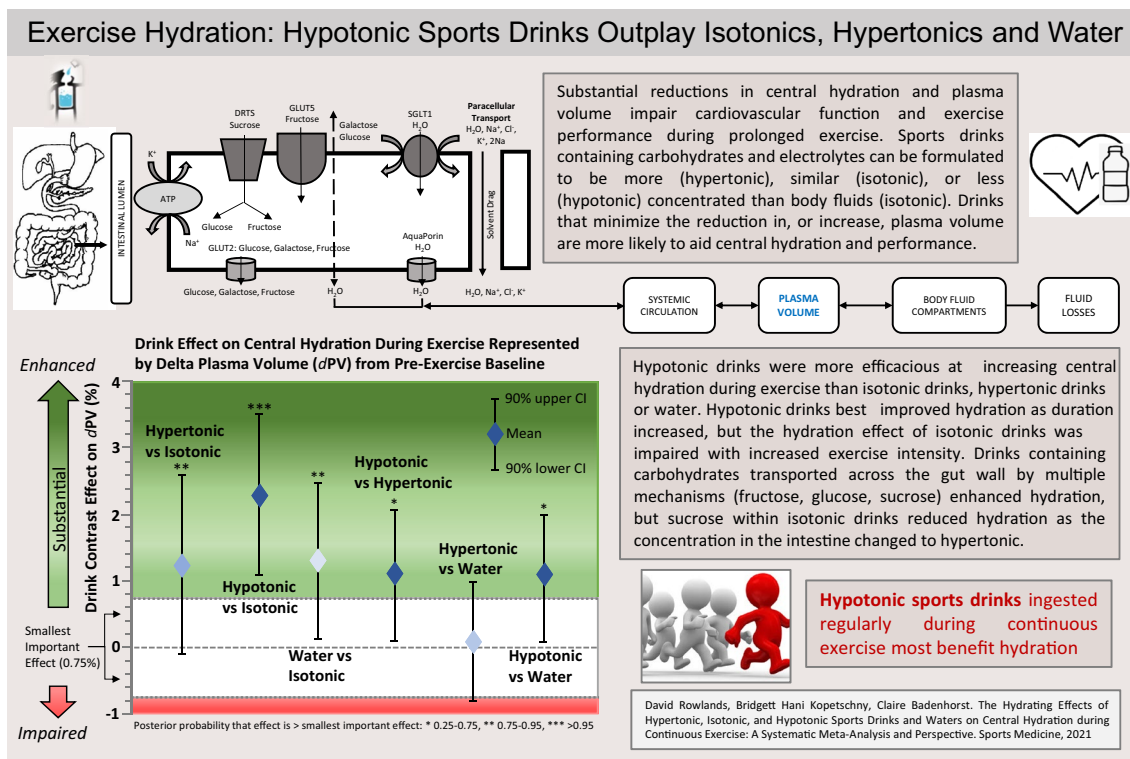 Exercise Hydration: Hypotonic Sports Drinks Outplay Isotonics, Hypertonics and Water
INTESTINAL LUMEN
K⁺
ATP
Na⁺
DRTS
Sucrose
Glucose
Fructose
GLUT5
Fructose
Galactose
Glucose
SGLT1
H₂O
Paracellular
Transport
H₂O, Na⁺, Cl⁻,
K⁺, 2Na
Solvent Drag
GLUT2: Glucose, Galactose, Fructose
AquaPorin
H₂O
Glucose, Galactose, Fructose
H₂O
H₂O
H₂O, Na⁺, Cl⁻, K⁺
Substantial reductions in central hydration and plasma
volume impair cardiovascular function and exercise
performance during prolonged exercise. Sports drinks
containing carbohydrates and electrolytes can be formulated
to be more (hypertonic), similar (isotonic), or less
(hypotonic) concentrated than body fluids (isotonic). Drinks
that minimize the reduction in, or increase, plasma volume
are more likely to aid central hydration and performance.
SYSTEMIC
CIRCULATION
PLASMA
VOLUME
BODY FLUID
COMPARTMENTS
FLUID
LOSSES
Drink Effect on Central Hydration During Exercise Represented
by Delta Plasma Volume (dPV) from Pre-Exercise Baseline
Enhanced
Substantial
Smallest
Important
Effect (0.75%)
Impaired
Drink Contrast Effect on dPV (%)
4
3
2
1
0
-1
Hypertonic
vs Isotonic
**
***
Hypotonic
vs Isotonic
**
Water vs
Isotonic
Hypotonic
vs Hypertonic
*
Hypertonic
vs Water
*
Hypotonic
vs Water
90% upper CI
Mean
90% lower CI
Posterior probability that effect is > smallest important effect: * 0.25-0.75, ** 0.75-0.95, *** >0.95
Hypotonic drinks were more efficacious at increasing central
hydration during exercise than isotonic drinks, hypertonic drinks
or water. Hypotonic drinks best improved hydration as duration
increased, but the hydration effect of isotonic drinks was
impaired with increased exercise intensity. Drinks containing
carbohydrates transported across the gut wall by multiple
mechanisms (fructose, glucose, sucrose) enhanced hydration,
but sucrose within isotonic drinks reduced hydration as the
concentration in the intestine changed to hypertonic.
Hypotonic sports drinks ingested
regularly during continuous
exercise most benefit hydration
David Rowlands, Bridgett Hani Kopetschny, Claire Badenhorst. The Hydrating Effects of
Hypertonic, Isotonic, and Hypotonic Sports Drinks and Waters on Central Hydration during
Continuous Exercise: A Systematic Meta-Analysis and Perspective. Sports Medicine, 2021